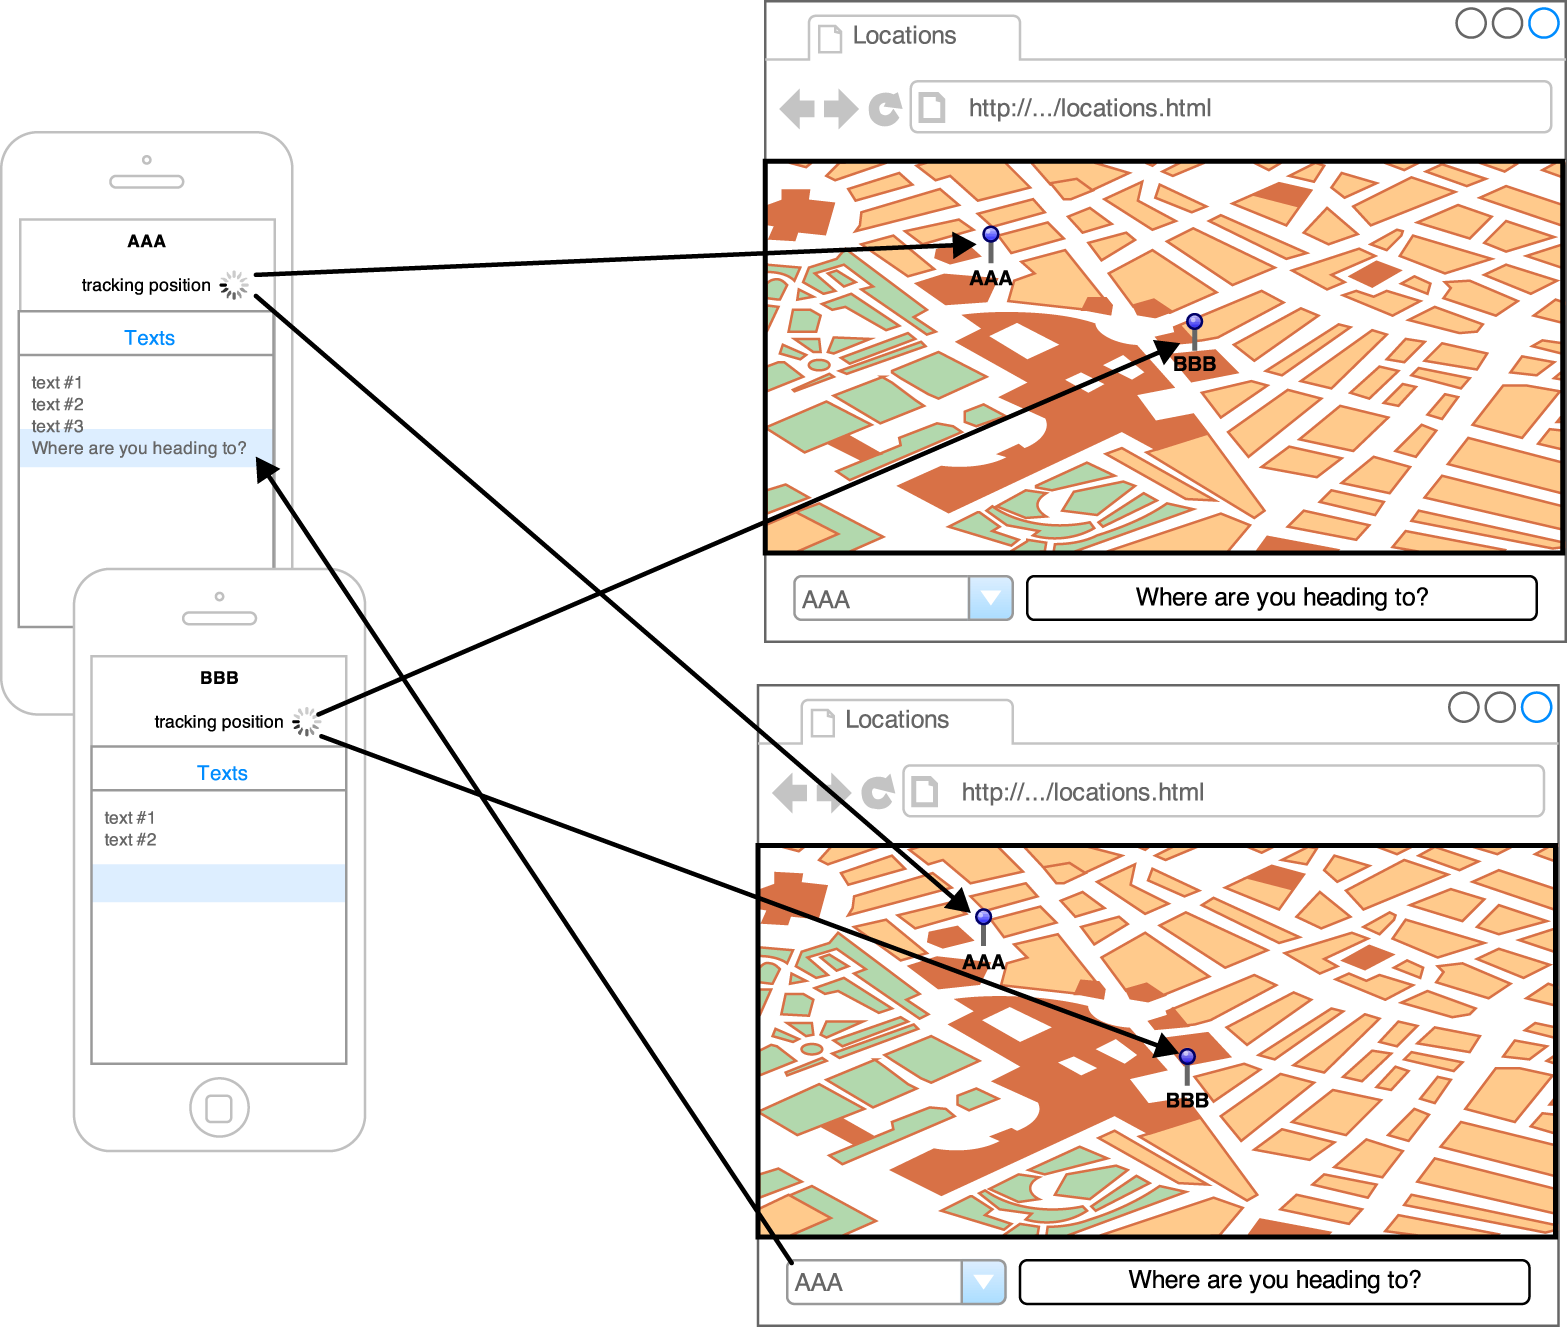 AAA
tracking position
Texts
text #1
text #2
text #3
Where are you heading to?
BBB
tracking position
Texts
text #1
text #2
Locations
http://.../locations.html
AAA
BBB
AAA
Where are you heading to?
Locations
http://.../locations.html
AAA
BBB
AAA
Where are you heading to?